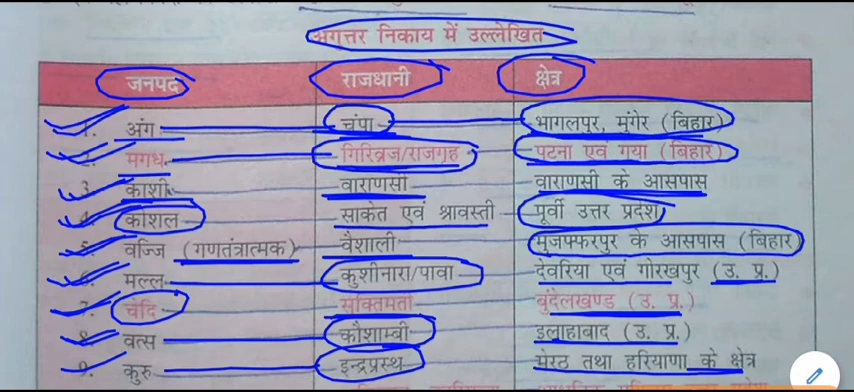 अंगुत्तर निकाय में उल्लेखित
जनपद राजधानी क्षेत्र
1. अंग चंपा भागलपुर, मुंगेर (बिहार)
2. मगध गिरिव्रज/राजगृह पटना एवं गया (बिहार)
3. काशी वाराणसी वाराणसी के आसपास
4. कोशल साकेत एवं श्रावस्ती पूर्वी उत्तर प्रदेश
5. वज्जि (गणतंत्रात्मक) वैशाली मुजफ्फरपुर के आसपास (बिहार)
6. मल्ल कुशीनारा/पावा देवरिया एवं गोरखपुर (उ. प्र.)
7. चेदि सुक्तिमती बुंदेलखण्ड (उ. प्र.)
8. वत्स कौशाम्बी इलाहाबाद (उ. प्र.)
9. कुरु इन्द्रप्रस्थ मेरठ तथा हरियाणा के क्षेत्र